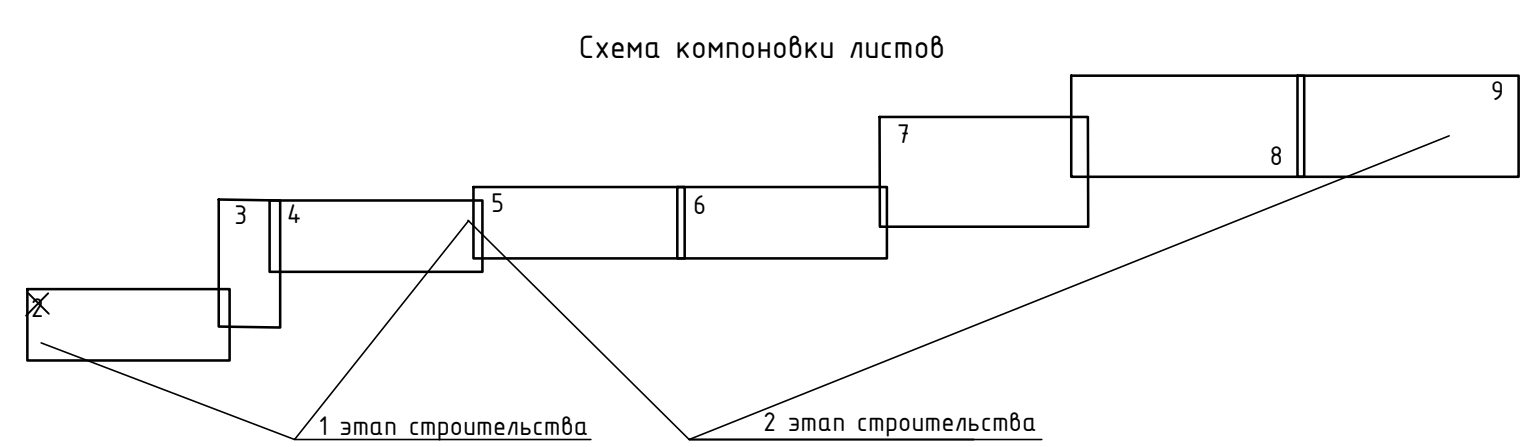 Схема компоновки листов
9
7
8
5
6
3
4
2
1 этап строительства
2 этап строительства